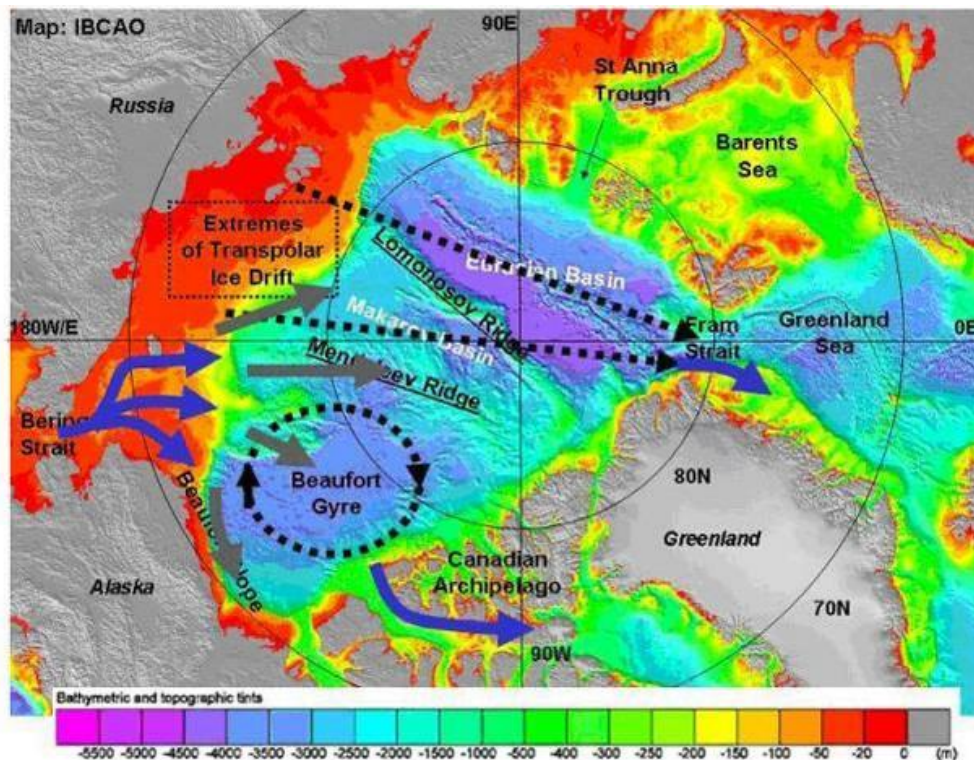 Map: IBCAO
90E
St Anna
Trough
Russia
Barents
Sea
Extremes
of Transpolar
Ice Drift
Lomonosov Ridge
Eurasian Basin
180W/E
Makarov Basin
Fram
Strait
0E
Greenland
Sea
Mendeleev Ridge
Bering
Strait
Beaufort
Gyre
80N
Greenland
Canadian
Archipelago
Alaska
70N
90W
Bathymetric and topographic tints
-5500 -5000 -4500 -4000 -3500 -3000 -2500 -2000 -1500 -1000 -500 -400 -300 -250 -200 -150 -100 -50 -20 0 (m)